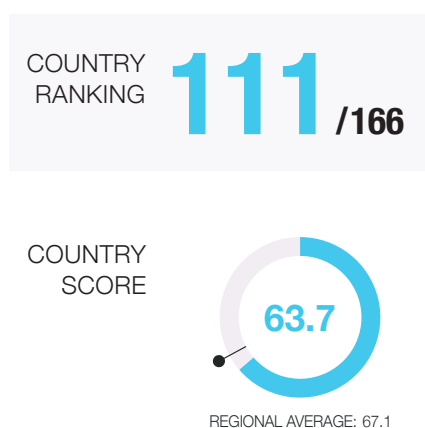 COUNTRY
RANKING
111 /166
COUNTRY
SCORE
63.7
REGIONAL AVERAGE: 67.1